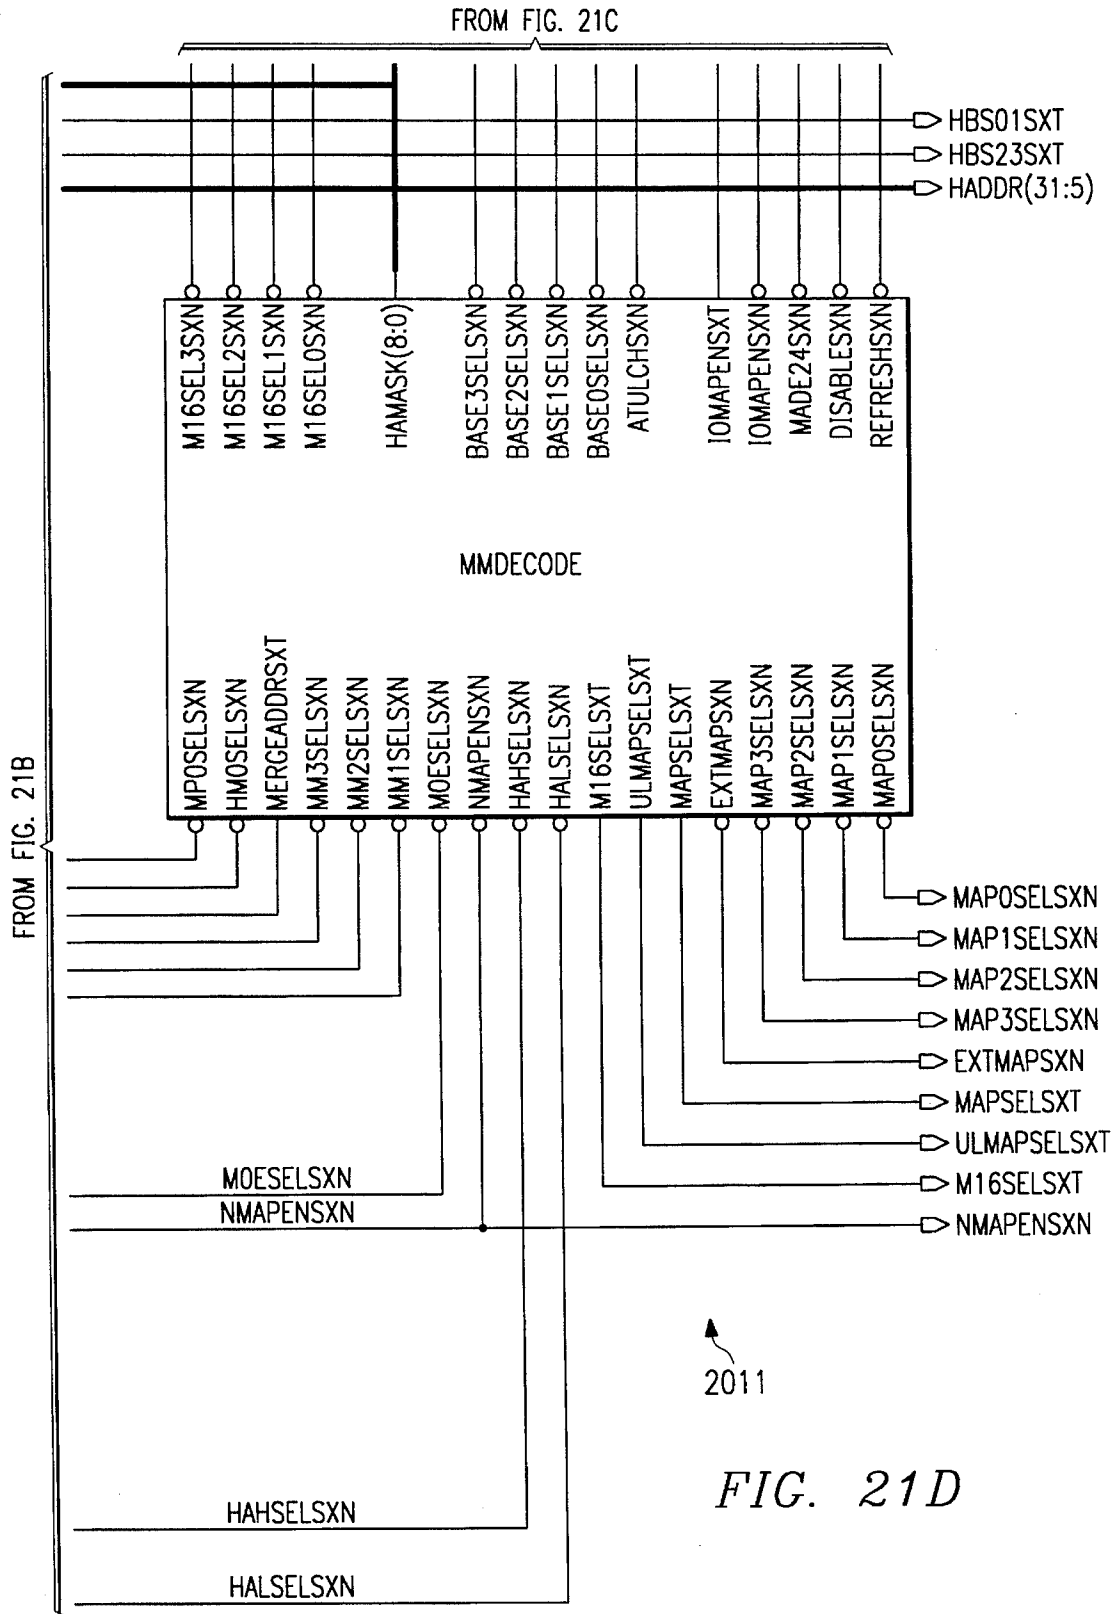 FROM FIG. 21C
HBS01SXT
HBS23SXT
HADDR(31:5)
M16SEL3SXN
M16SEL2SXN
M16SEL1SXN
M16SEL0SXN
HAMASK(8:0)
BASE3SELSXN
BASE2SELSXN
BASE1SELSXN
BASE0SELSXN
ATULCHSXN
IOMAPENSXT
IOMAPENSXN
MADE24SXN
DISABLESXN
REFRESHSXN
MMDECODE
FROM FIG. 21B
MP0SELSXN
HM0SELSXN
MERGEADDRSXT
MM3SELSXN
MM2SELSXN
MM1SELSXN
MOESELSXN
NMAPENSXN
HAHSELSXN
HALSELSXN
M16SELSXT
ULMAPSELSXT
MAPSELSXT
EXTMAPSXN
MAP3SELSXN
MAP2SELSXN
MAP1SELSXN
MAP0SELSXN
MAP0SELSXN
MAP1SELSXN
MAP2SELSXN
MAP3SELSXN
EXTMAPSXN
MAPSELSXT
ULMAPSELSXT
M16SELSXT
NMAPENSXN
MOESELSXN
NMAPENSXN
2011
HAHSELSXN
HALSELSXN
FIG. 21D